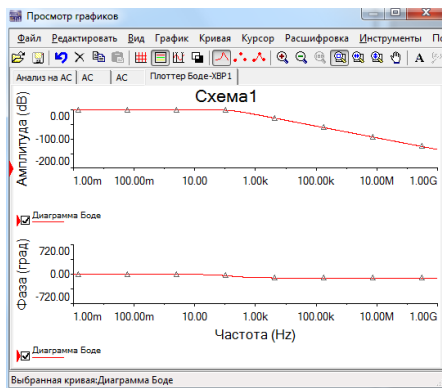 Просмотр графиков
Файл Редактировать Вид График Кривая Курсор Расшифровка Инструменты
Анализ на AC AC AC Плоттер Боде-XBP1
Схема1
Амплитуда (dB)
0.00
-100.00
-200.00
1.00m 100.00m 10.00 1.00k 100.00k 10.00M 1.00G
Диаграмма Боде
Фаза (град)
720.00
0.00
-720.00
1.00m 100.00m 10.00 1.00k 100.00k 10.00M 1.00G
Частота (Hz)
Диаграмма Боде
Выбранная кривая:Диаграмма Боде